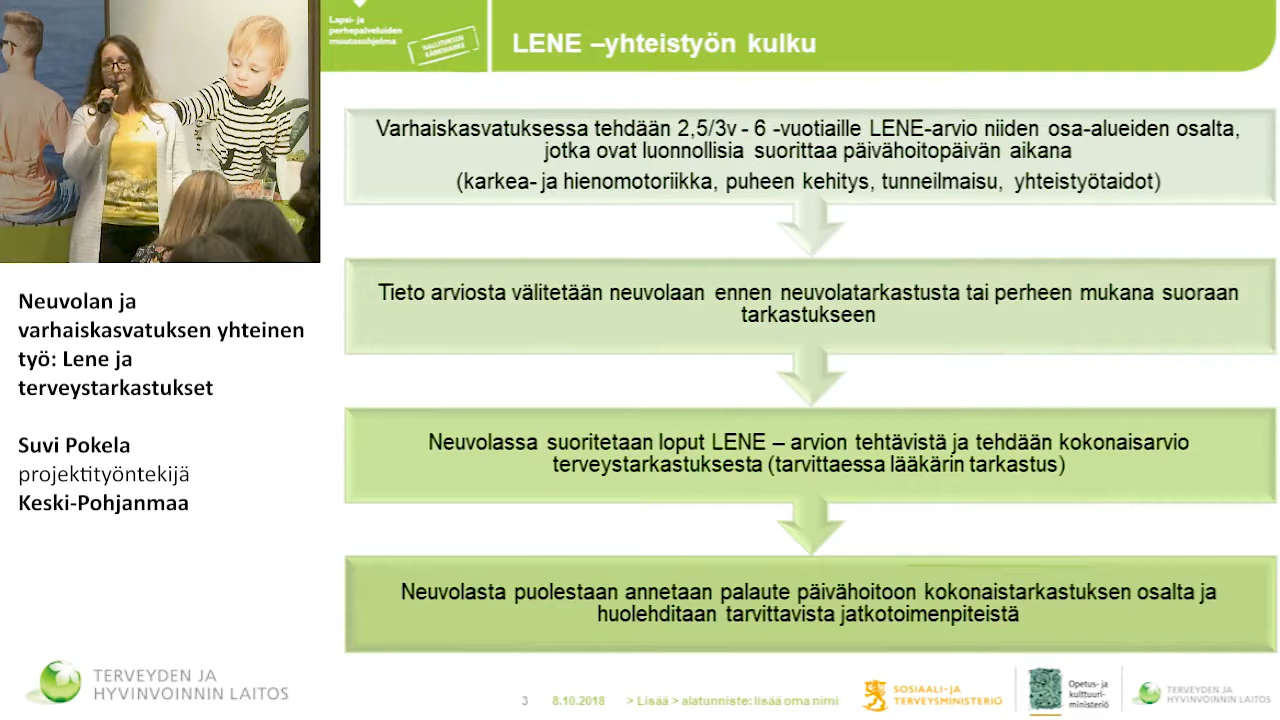 Lapsi- ja
perhepalveluiden
muutosohjelma
HALLITUKSEN
KÄRKIHANKE
LENE –yhteistyön kulku
Varhaiskasvatuksessa tehdään 2,5/3v - 6 -vuotiaille LENE-arvio niiden osa-alueiden osalta,
jotka ovat luonnollisia suorittaa päivähoitopäivän aikana
(karkea- ja hienomotoriikka, puheen kehitys, tunneilmaisu, yhteistyötaidot)
Tieto arviosta välitetään neuvolaan ennen neuvolatarkastusta tai perheen mukana suoraan
tarkastukseen
Neuvolassa suoritetaan loput LENE – arvion tehtävistä ja tehdään kokonaisarvio
terveystarkastuksesta (tarvittaessa lääkärin tarkastus)
Neuvolasta puolestaan annetaan palaute päivähoitoon kokonaistarkastuksen osalta ja
huolehditaan tarvittavista jatkotoimenpiteistä
Neuvolan ja
varhaiskasvatuksen yhteinen
työ: Lene ja
terveystarkastukset
Suvi Pokela
projektityöntekijä
Keski-Pohjanmaa
TERVEYDEN JA
HYVINVOINNIN LAITOS
3 8.10.2018 > Lisää > alatunniste: lisää oma nimi
SOSIAALI- JA
TERVEYSMINISTERIÖ
Opetus- ja
kulttuuri-
ministeriö
TERVEYDEN JA
HYVINVOINNIN LAITOS